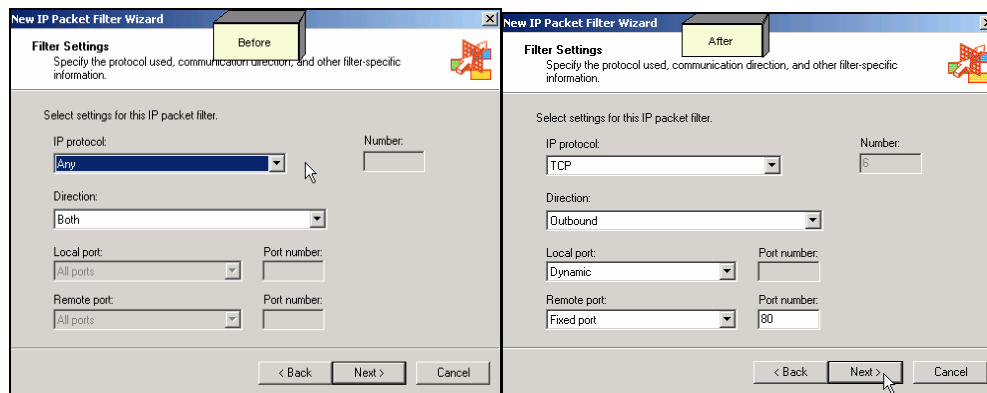 New IP Packet Filter Wizard
Before
Filter Settings
Specify the protocol used, communication direction, and other filter-specific
information.
Select settings for this IP packet filter.
IP protocol:
Number:
Any
Direction:
Both
Local port:
Port number:
All ports
Remote port:
Port number:
All ports
< Back
Next >
Cancel
New IP Packet Filter Wizard
After
Filter Settings
Specify the protocol used, communication direction, and other filter-specific
information.
Select settings for this IP packet filter.
IP protocol:
Number:
TCP
6
Direction:
Outbound
Local port:
Port number:
Dynamic
Remote port:
Port number:
Fixed port
80
< Back
Next >
Cancel